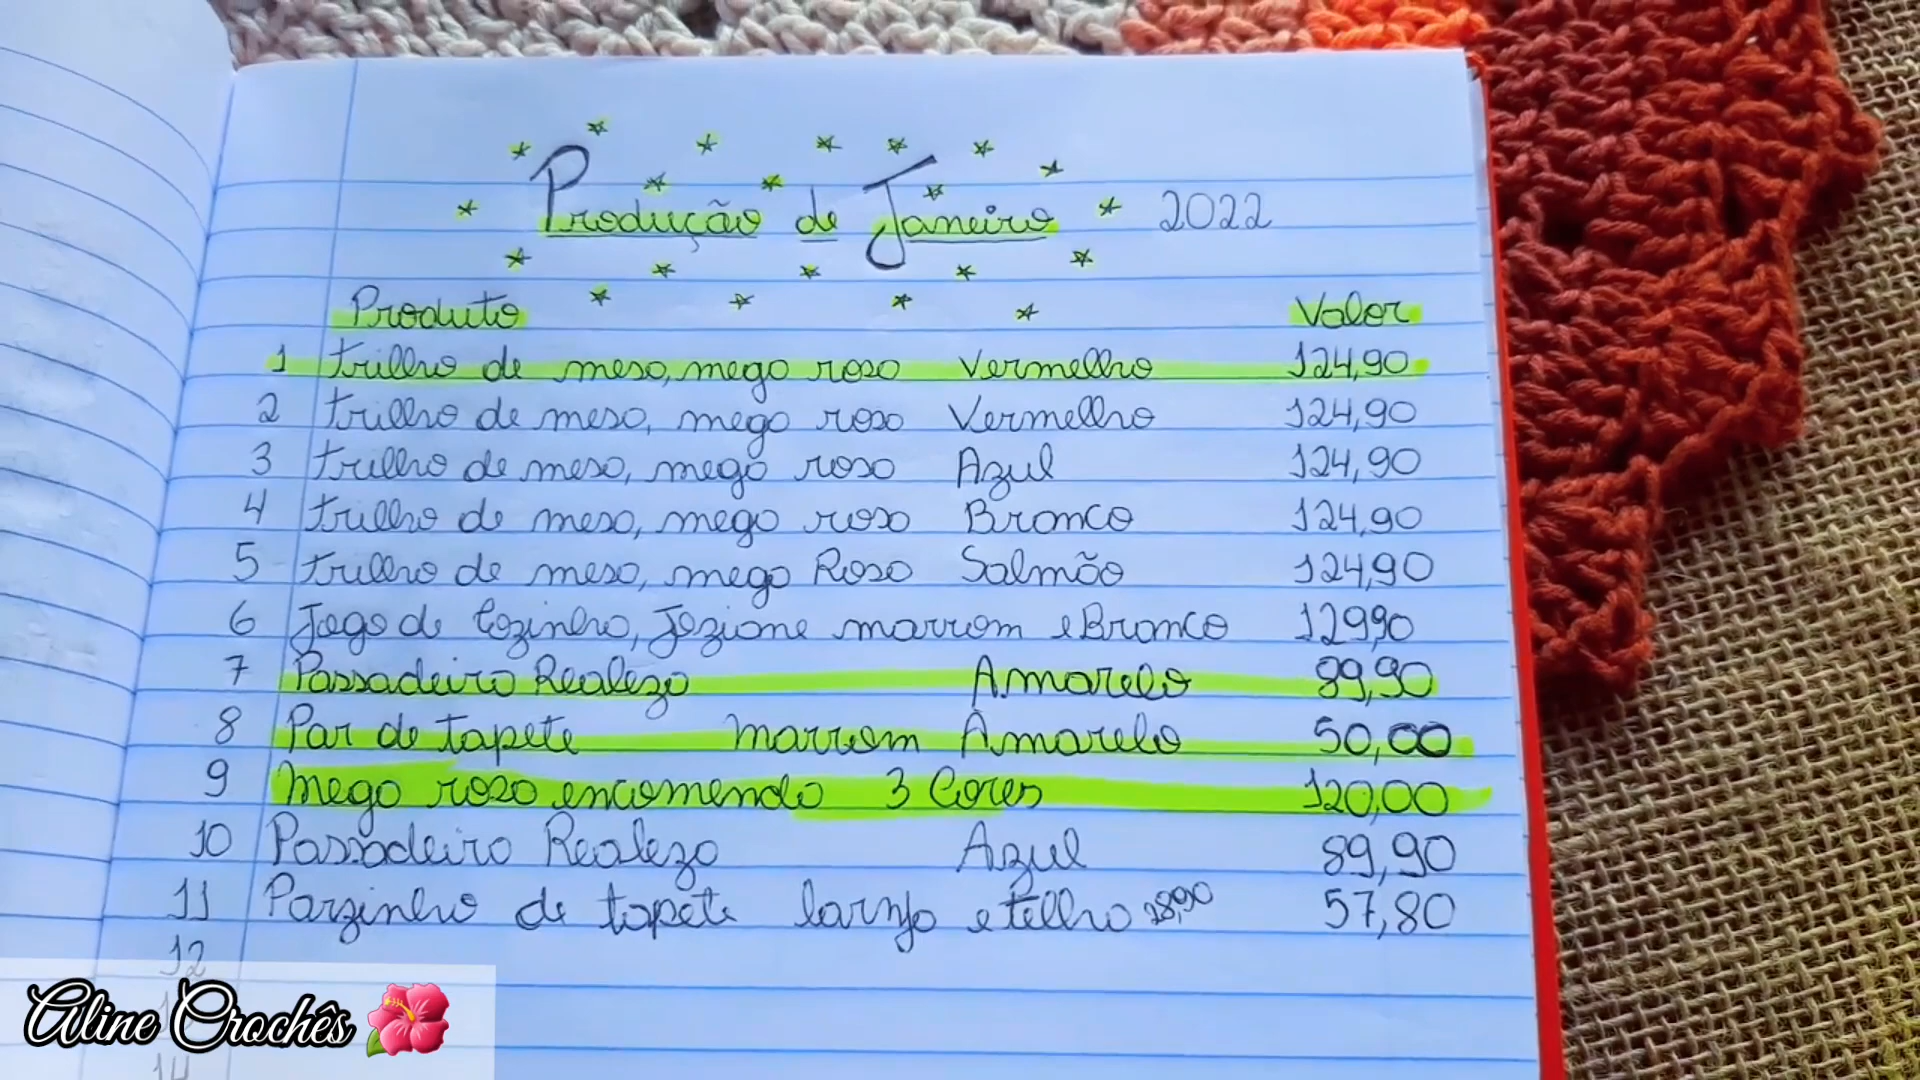 Produção de Janeiro 2022
Produto Valor
1 trilho de mesa, mega rosa Vermelho 124,90
2 trilho de mesa, mega rosa Vermelho 124,90
3 trilho de mesa, mega rosa Azul 124,90
4 trilho de mesa, mega rosa Branco 124,90
5 trilho de mesa, mega Rosa Salmão 124,90
6 Jogo de Cozinha, Joziane marrom e Branco 129,90
7 Passadeira Realeza Amarelo 89,90
8 Par de tapete marrom Amarelo 50,00
9 Mega rosa encomenda 3 Cores 120,00
10 Passadeira Realeza Azul 89,90
11 Parzinho de tapete laranja e telha 28,90 57,80
12
14
Aline Crochês